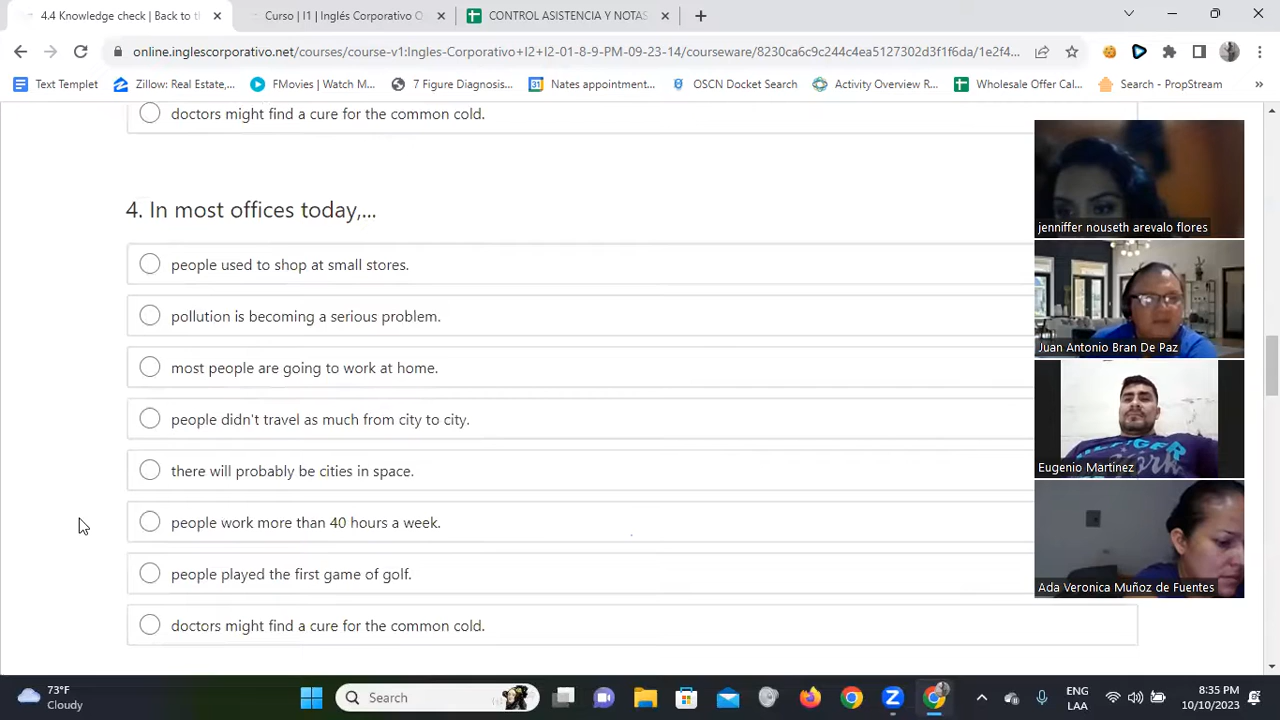 4.4 Knowledge check | Back to th
Curso | I1 | Inglés Corporativo O
CONTROL ASISTENCIA Y NOTAS
online.inglescorporativo.net/courses/course-v1:Ingles-Corporativo+I2+I2-01-8-9-PM-09-23-14/courseware/8230ca6c9c244c4ea5127302d3f1f6da/1e2f4...
Text Templet
Zillow: Real Estate,...
FMovies | Watch M...
7 Figure Diagnosis...
Nates appointment...
OSCN Docket Search
Activity Overview R...
Wholesale Offer Cal...
Search - PropStream
»
doctors might find a cure for the common cold.
4. In most offices today,...
people used to shop at small stores.
pollution is becoming a serious problem.
most people are going to work at home.
people didn't travel as much from city to city.
there will probably be cities in space.
people work more than 40 hours a week.
people played the first game of golf.
doctors might find a cure for the common cold.
jenniffer nouseth arevalo flores
Juan Antonio Bran De Paz
Eugenio Martínez
Ada Veronica Muñoz de Fuentes
73°F
Cloudy
Search
ENG
LAA
8:35 PM
10/10/2023